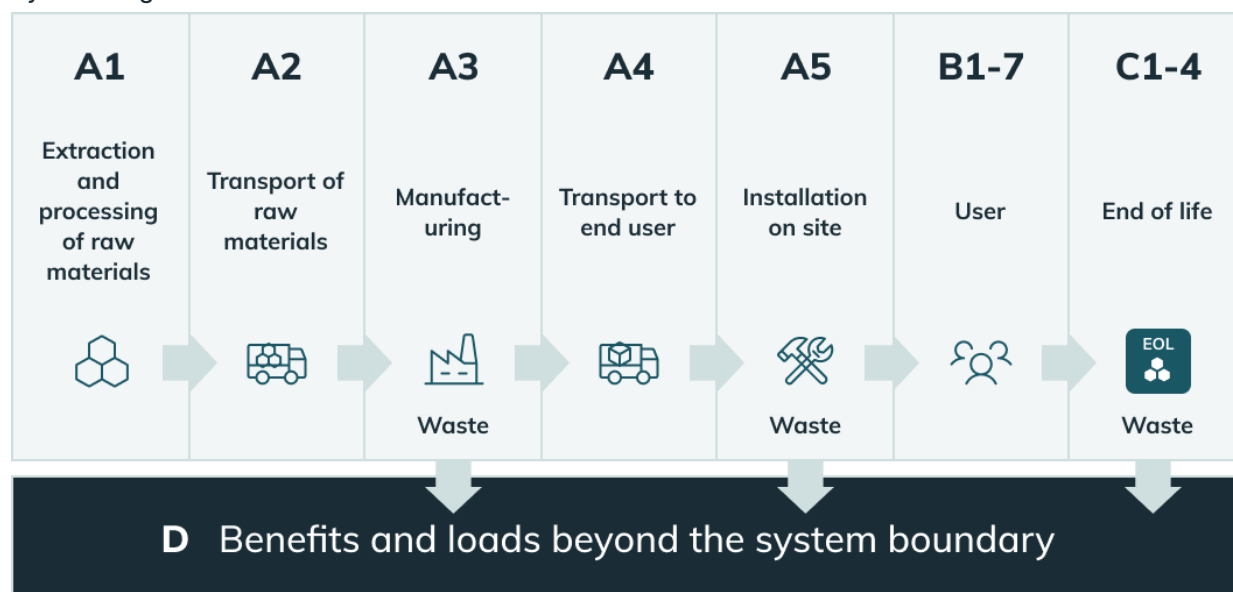 A1
A2
A3
A4
A5
B1-7
C1-4
Extraction
and
processing
of raw
materials
Transport of
raw
materials
Manufact-
uring
Transport to
end user
Installation
on site
User
End of life
EOL
Waste
Waste
Waste
D Benefits and loads beyond the system boundary